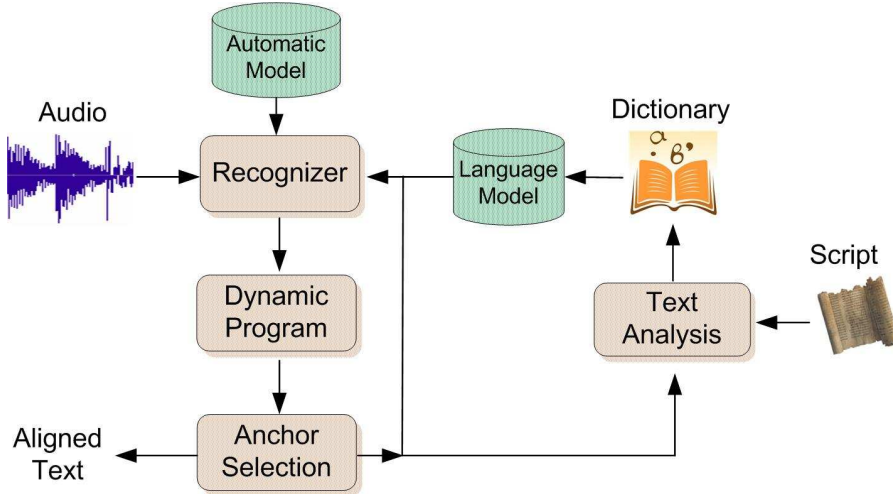 Automatic
Model
Audio
Dictionary
Recognizer
Language
Model
Script
Dynamic
Program
Text
Analysis
Aligned
Text
Anchor
Selection